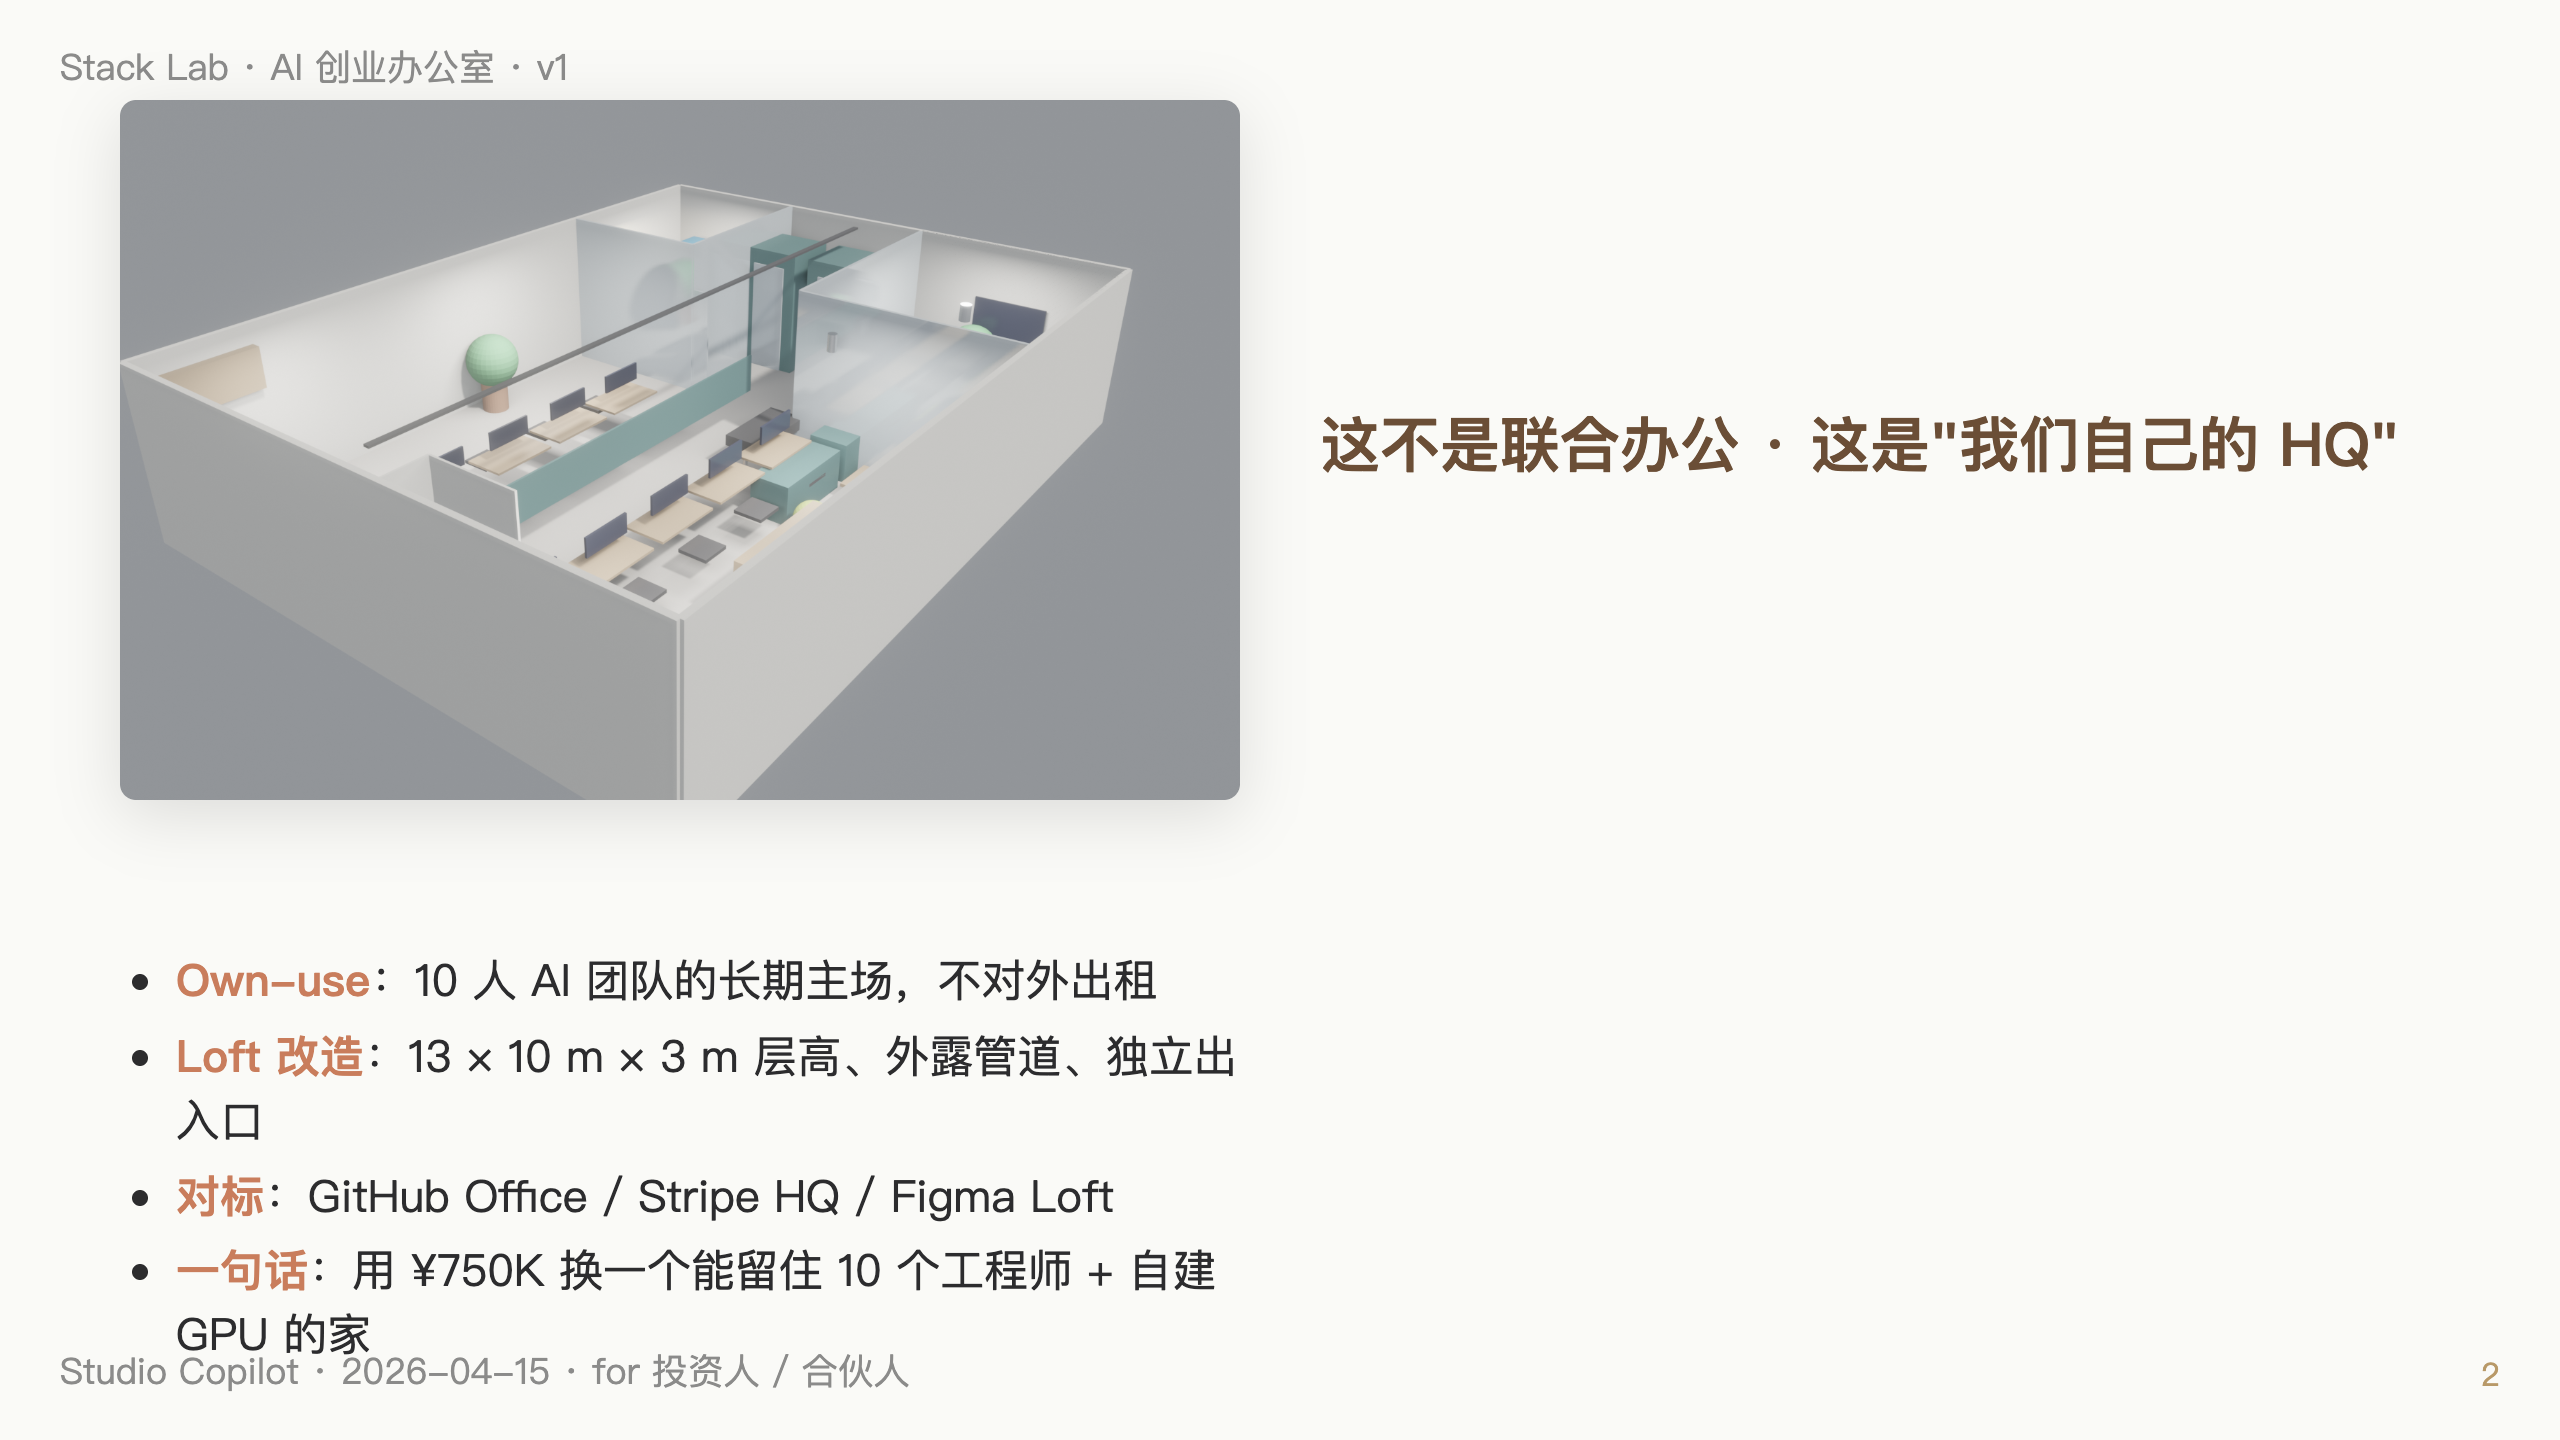 Stack Lab · AI 创业办公室 · v1
这不是联合办公 · 这是"我们自己的 HQ"
• Own-use：10 人 AI 团队的长期主场，不对外出租
• Loft 改造：13 × 10 m × 3 m 层高、外露管道、独立出
入口
• 对标：GitHub Office / Stripe HQ / Figma Loft
• 一句话：用 ¥750K 换一个能留住 10 个工程师 + 自建
GPU 的家
Studio Copilot · 2026-04-15 · for 投资人 / 合伙人
2